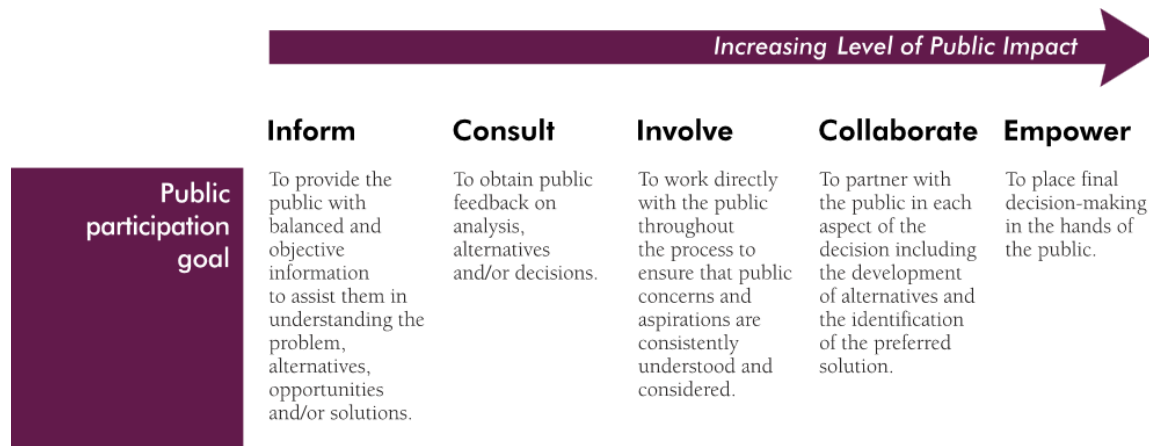 Increasing Level of Public Impact
Inform
Consult
Involve
Collaborate
Empower
Public
participation
goal
To provide the
public with
balanced and
objective
information
to assist them in
understanding the
problem,
alternatives,
opportunities
and/or solutions.
To obtain public
feedback on
analysis,
alternatives
and/or decisions.
To work directly
with the public
throughout
the process to
ensure that public
concerns and
aspirations are
consistently
understood and
considered.
To partner with
the public in each
aspect of the
decision including
the development
of alternatives and
the identification
of the preferred
solution.
To place final
decision-making
in the hands of
the public.